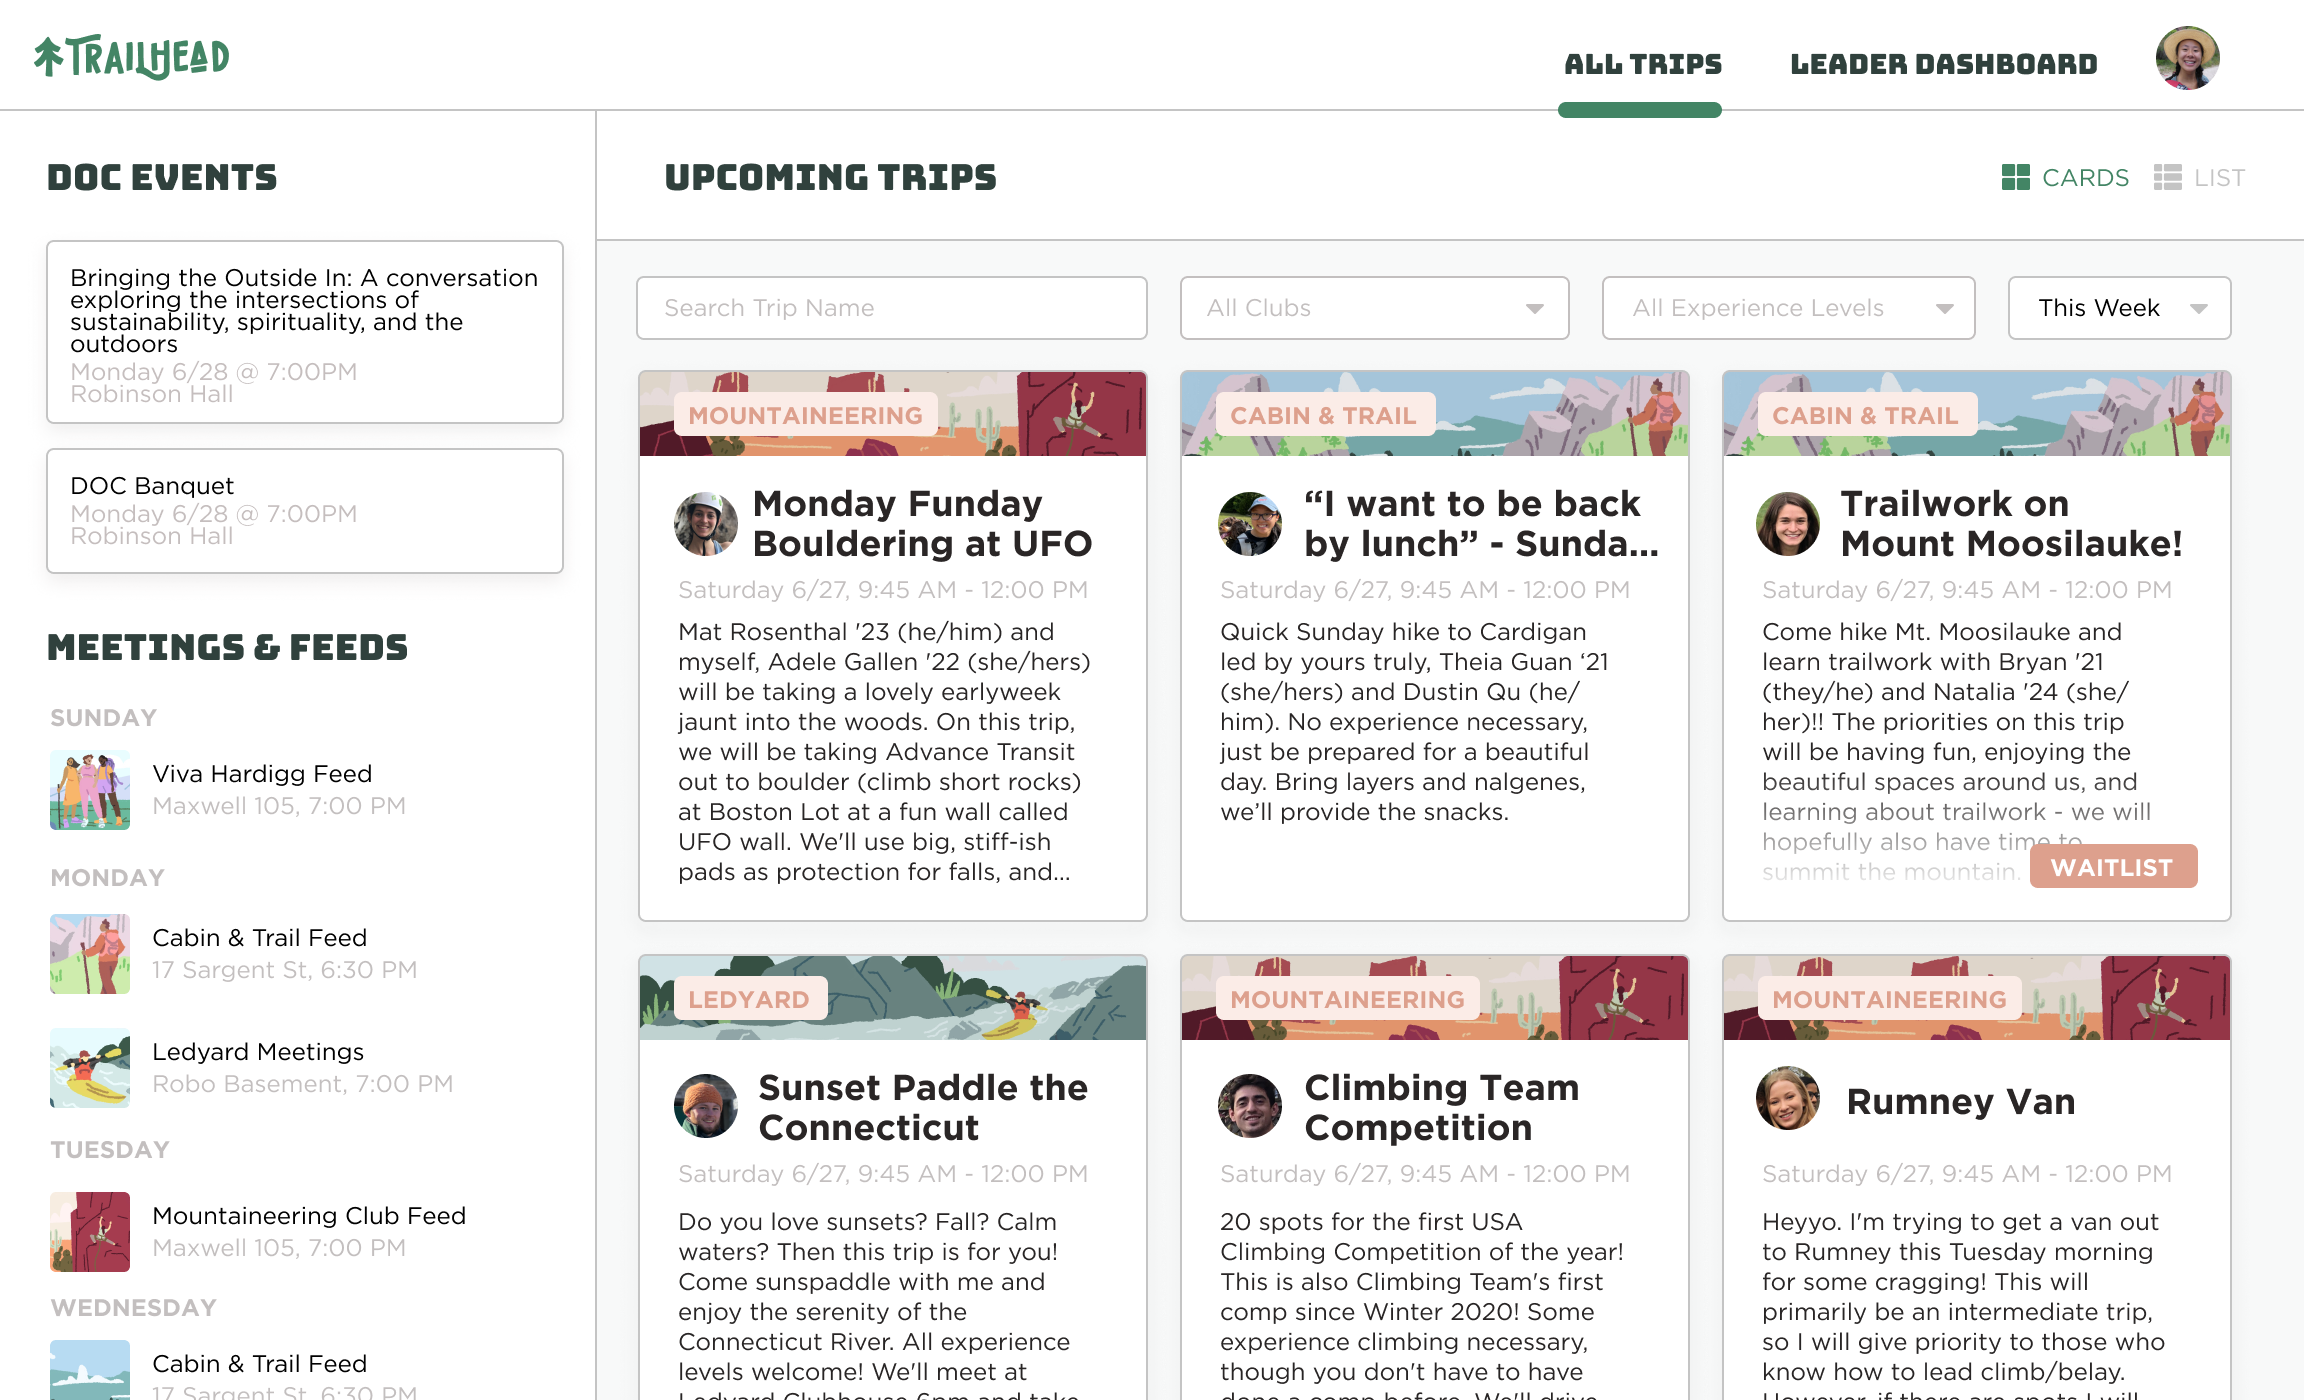 TRAILHEAD
ALL TRIPS
LEADER DASHBOARD
DOC EVENTS
Bringing the Outside In: A conversation
exploring the intersections of
sustainability, spirituality, and the
outdoors
Monday 6/28 @ 7:00PM
Robinson Hall
DOC Banquet
Monday 6/28 @ 7:00PM
Robinson Hall
MEETINGS & FEEDS
SUNDAY
Viva Hardigg Feed
Maxwell 105, 7:00 PM
MONDAY
Cabin & Trail Feed
17 Sargent St, 6:30 PM
Ledyard Meetings
Robo Basement, 7:00 PM
TUESDAY
Mountaineering Club Feed
Maxwell 105, 7:00 PM
WEDNESDAY
Cabin & Trail Feed
17 Sargent St, 6:30 PM
UPCOMING TRIPS
CARDS
LIST
Search Trip Name
All Clubs
All Experience Levels
This Week
MOUNTAINEERING
Monday Funday
Bouldering at UFO
Saturday 6/27, 9:45 AM - 12:00 PM
Mat Rosenthal '23 (he/him) and
myself, Adele Gallen '22 (she/hers)
will be taking a lovely earlyweek
jaunt into the woods. On this trip,
we will be taking Advance Transit
out to boulder (climb short rocks)
at Boston Lot at a fun wall called
UFO wall. We'll use big, stiff-ish
pads as protection for falls, and...
CABIN & TRAIL
“I want to be back
by lunch” - Sunda...
Saturday 6/27, 9:45 AM - 12:00 PM
Quick Sunday hike to Cardigan
led by yours truly, Theia Guan ‘21
(she/hers) and Dustin Qu (he/
him). No experience necessary,
just be prepared for a beautiful
day. Bring layers and nalgenes,
we’ll provide the snacks.
CABIN & TRAIL
Trailwork on
Mount Moosilauke!
Saturday 6/27, 9:45 AM - 12:00 PM
Come hike Mt. Moosilauke and
learn trailwork with Bryan '21
(they/he) and Natalia '24 (she/
her)!! The priorities on this trip
will be having fun, enjoying the
beautiful spaces around us, and
learning about trailwork - we will
hopefully also have time to
summit the mountain.
WAITLIST
LEDYARD
Sunset Paddle the
Connecticut
Saturday 6/27, 9:45 AM - 12:00 PM
Do you love sunsets? Fall? Calm
waters? Then this trip is for you!
Come sunspaddle with me and
enjoy the serenity of the
Connecticut River. All experience
levels welcome! We'll meet at
Ledyard Clubhouse 6pm and take
MOUNTAINEERING
Climbing Team
Competition
Saturday 6/27, 9:45 AM - 12:00 PM
20 spots for the first USA
Climbing Competition of the year!
This is also Climbing Team's first
comp since Winter 2020! Some
experience climbing necessary,
though you don't have to have
done a comp before. We'll drive
MOUNTAINEERING
Rumney Van
Saturday 6/27, 9:45 AM - 12:00 PM
Heyyo. I'm trying to get a van out
to Rumney this Tuesday morning
for some cragging! This will
primarily be an intermediate trip,
so I will give priority to those who
know how to lead climb/belay.
However, if there are spots I will